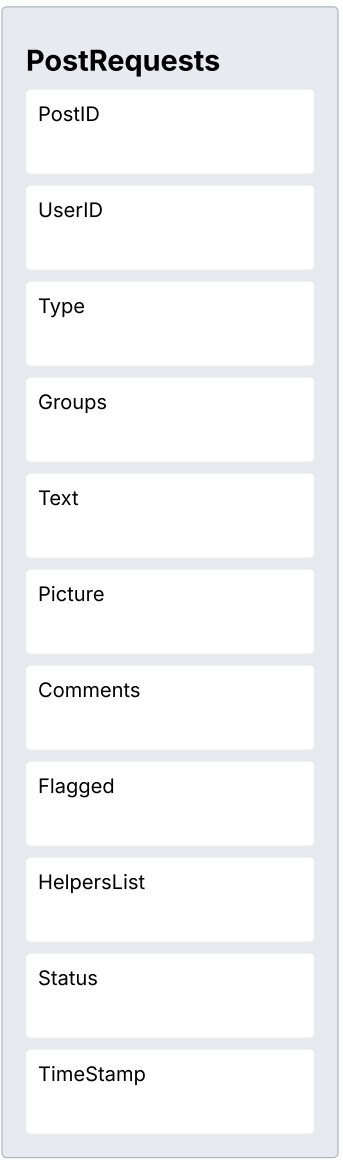 PostRequests
PostID
UserID
Type
Groups
Text
Picture
Comments
Flagged
HelpersList
Status
TimeStamp